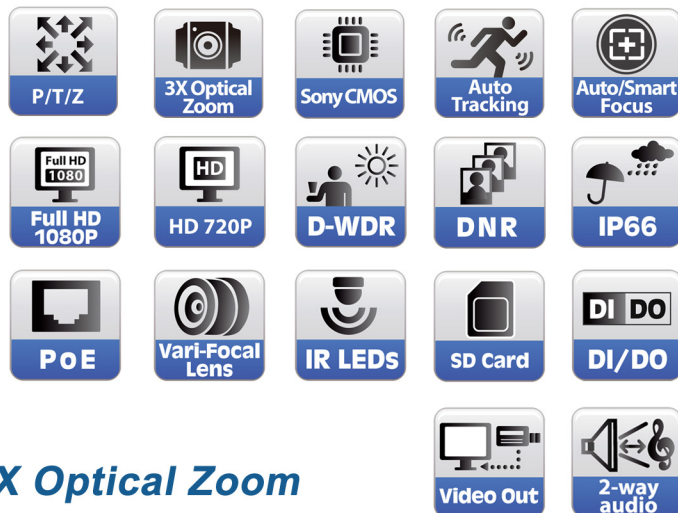 P/T/Z
3X Optical
Zoom
Sony CMOS
Auto
Tracking
Auto/Smart
Focus
Full HD
1080
Full HD
1080P
HD
HD 720P
D-WDR
DNR
IP66
PoE
Vari-Focal
Lens
IR LEDs
SD Card
DI DO
DI/DO
X Optical Zoom
Video Out
2-way
audio